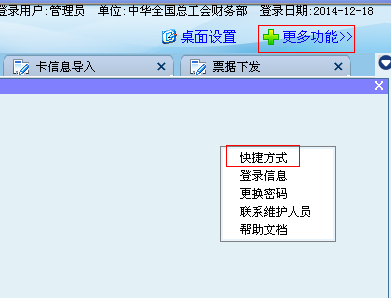 登录用户:管理员 单位:中华全国总工会财务部 登录日期:2014-12-18
桌面设置 更多功能>>
卡信息导入 票据下发
快捷方式
登录信息
更换密码
联系维护人员
帮助文档